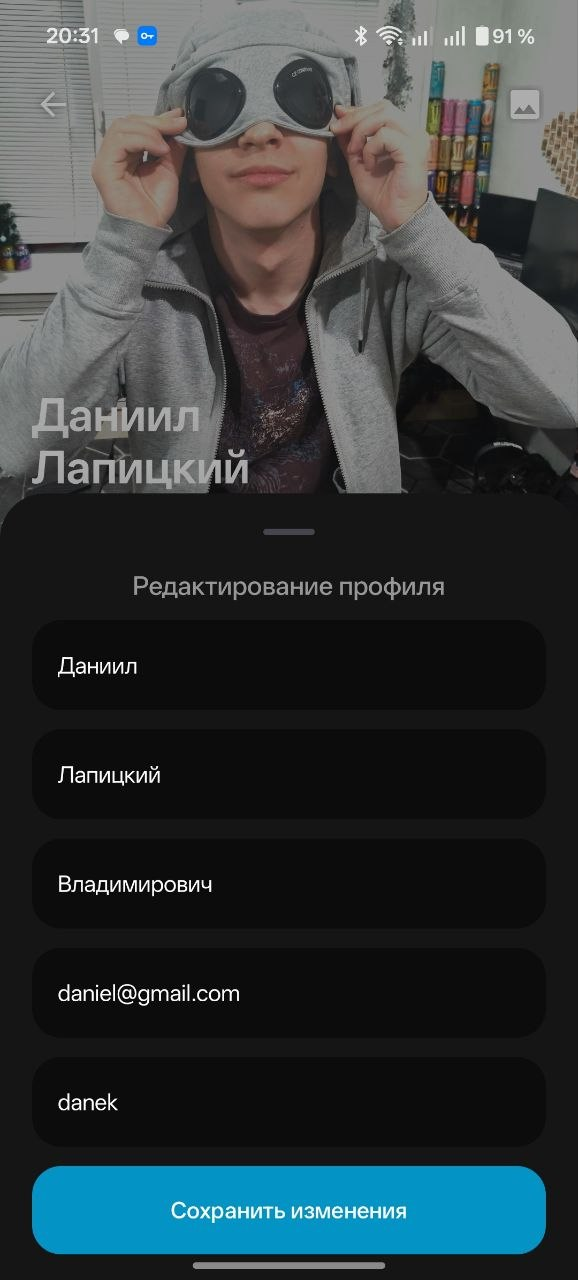 20:31 91 %
Даниил
Лапицкий
Редактирование профиля
Даниил
Лапицкий
Владимирович
daniel@gmail.com
danek
Сохранить изменения